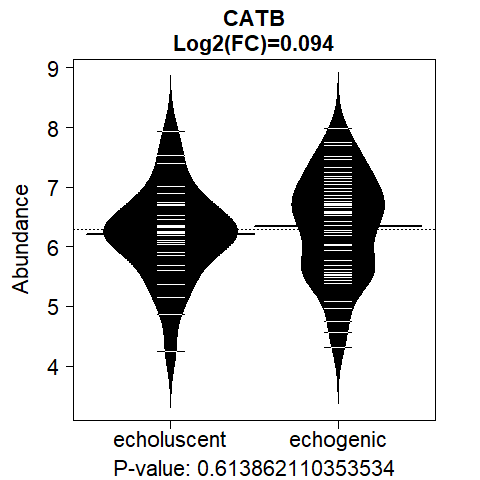 CATB
Log2(FC)=0.094
Abundance
9
8
7
6
5
4
echoluscent echogenic
P-value: 0.613862110353534